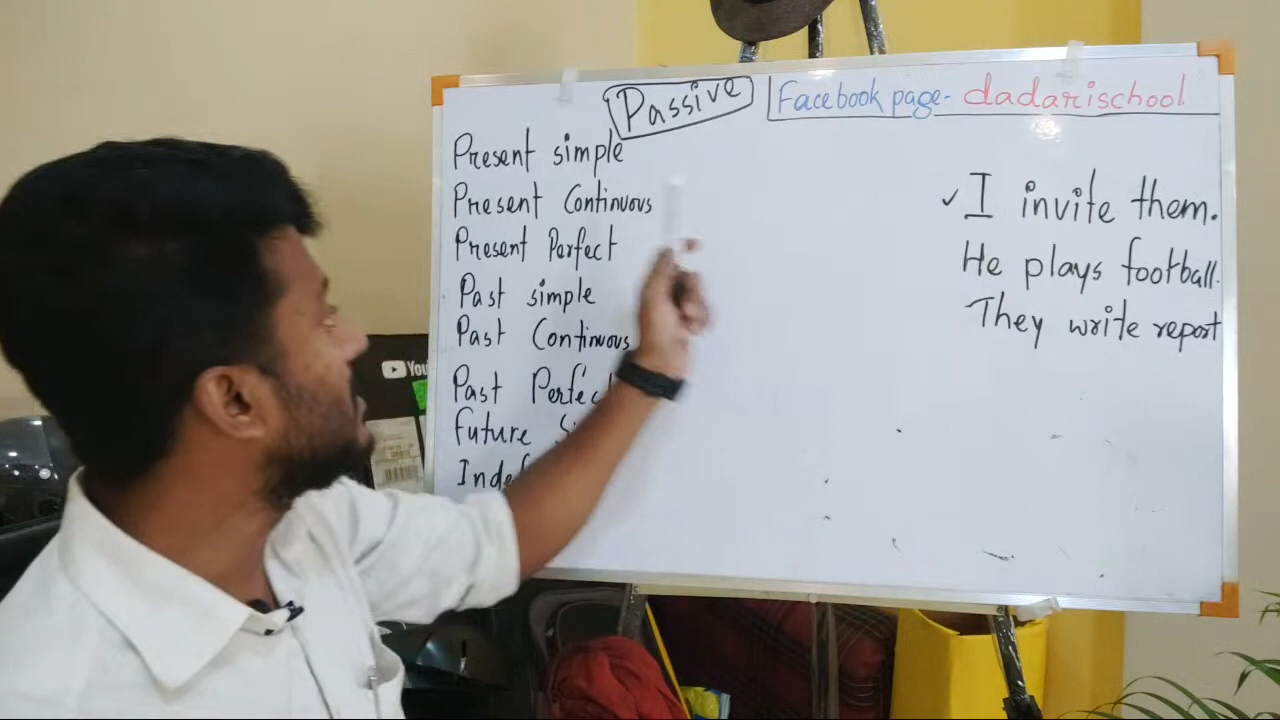 Passive
Facebook page- dadarischool
Present simple
Present Continuous
Present Perfect
Past simple
Past Continuous
Past
Future
✓ I invite them.
He plays football.
They write report
You